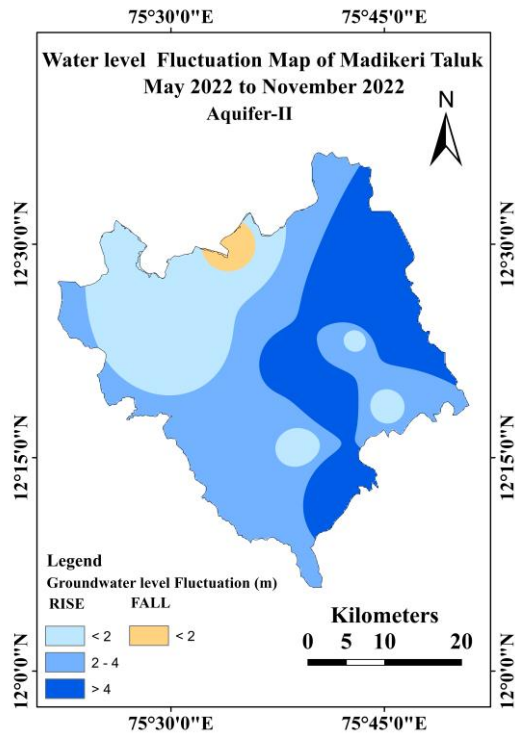 75°30'0"E 75°45'0"E
Water level Fluctuation Map of Madikeri Taluk
May 2022 to November 2022
Aquifer-II
N
12°30'0"N 12°30'0"N
12°15'0"N 12°15'0"N
Legend
Groundwater level Fluctuation (m)
RISE FALL
< 2 < 2
2 - 4
> 4
Kilometers
0 5 10 20
12°0'0"N 12°0'0"N
75°30'0"E 75°45'0"E